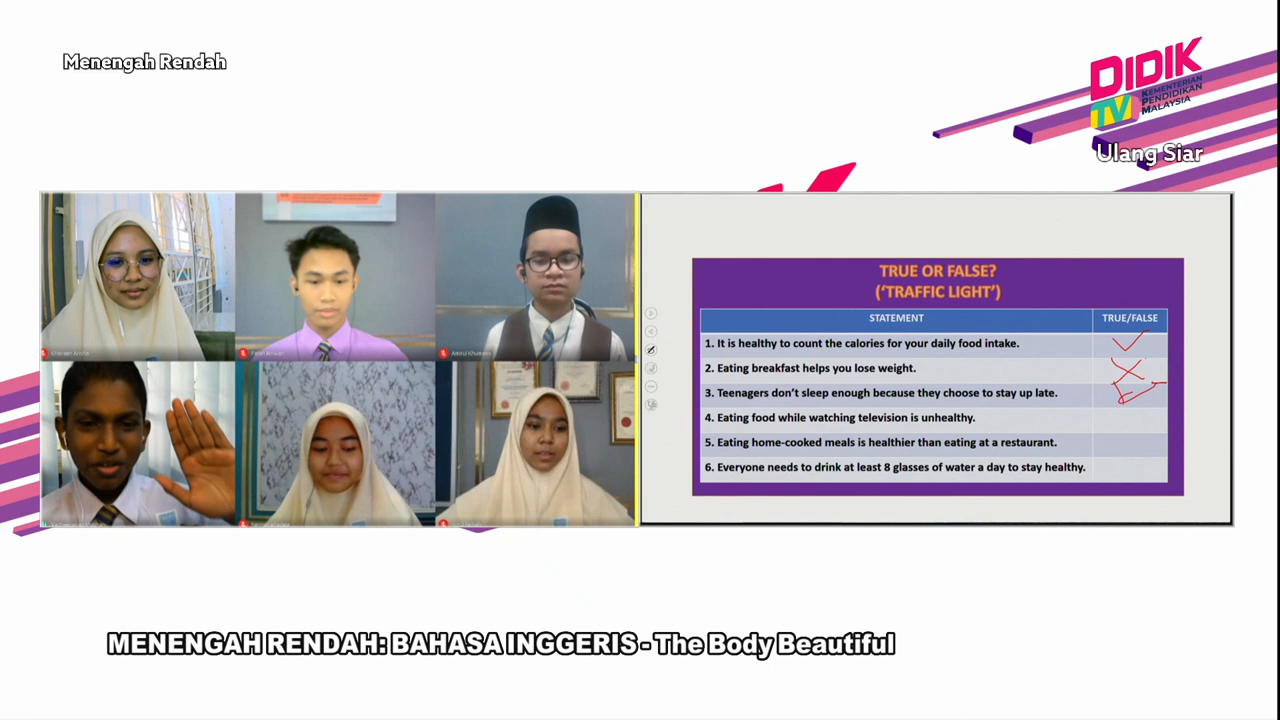 Menengah Rendah
DIDIK
TV
KEMENTERIAN
PENDIDIKAN
MALAYSIA
Ulang Siar
TRUE OR FALSE?
('TRAFFIC LIGHT')
STATEMENT TRUE/FALSE
1. It is healthy to count the calories for your daily food intake.
2. Eating breakfast helps you lose weight.
3. Teenagers don't sleep enough because they choose to stay up late.
4. Eating food while watching television is unhealthy.
5. Eating home-cooked meals is healthier than eating at a restaurant.
6. Everyone needs to drink at least 8 glasses of water a day to stay healthy.
MENENGAH RENDAH: BAHASA INGGERIS - The Body Beautiful